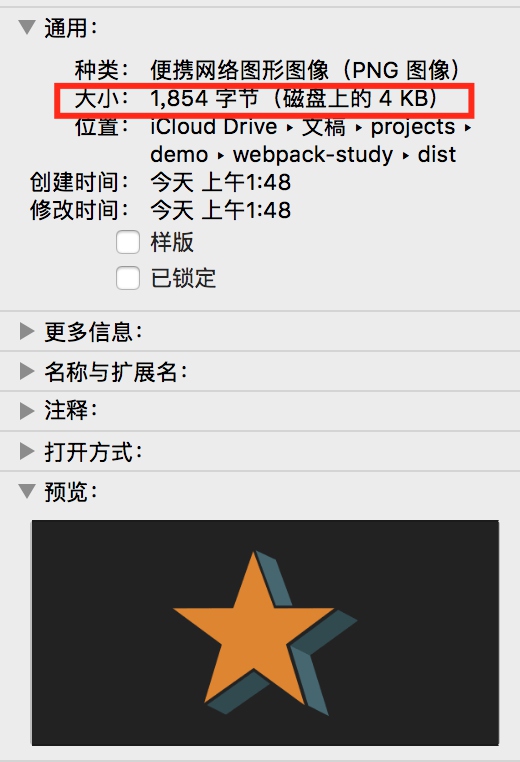 通用：
种类： 便携网络图形图像（PNG 图像）
大小： 1,854 字节（磁盘上的 4 KB）
位置： iCloud Drive ▸ 文稿 ▸ projects ▸
demo ▸ webpack-study ▸ dist
创建时间： 今天 上午1:48
修改时间： 今天 上午1:48
样版
已锁定
更多信息：
名称与扩展名：
注释：
打开方式：
预览：